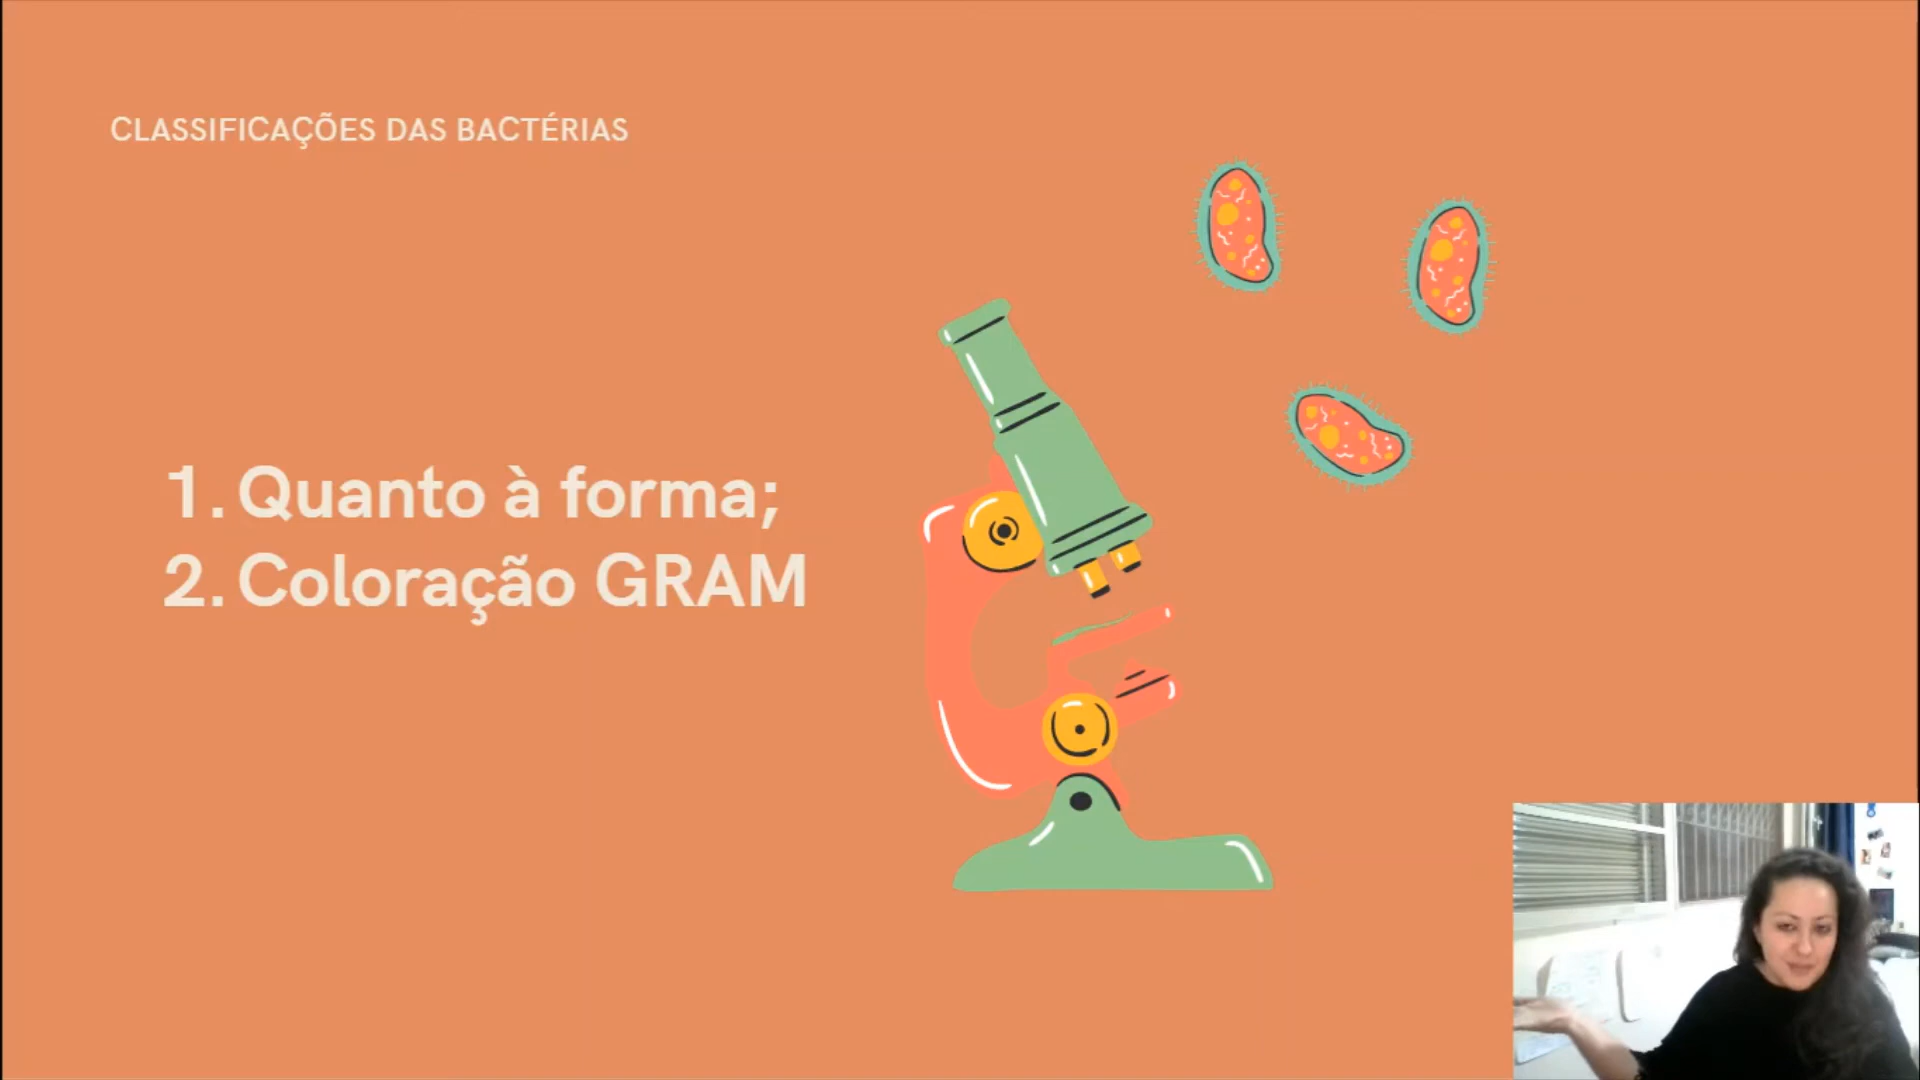 CLASSIFICAÇÕES DAS BACTÉRIAS
1. Quanto à forma;
2. Coloração GRAM